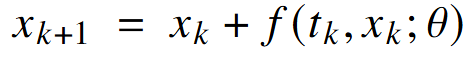 x_{k+1} = x_k + f(t_k, x_k; θ)